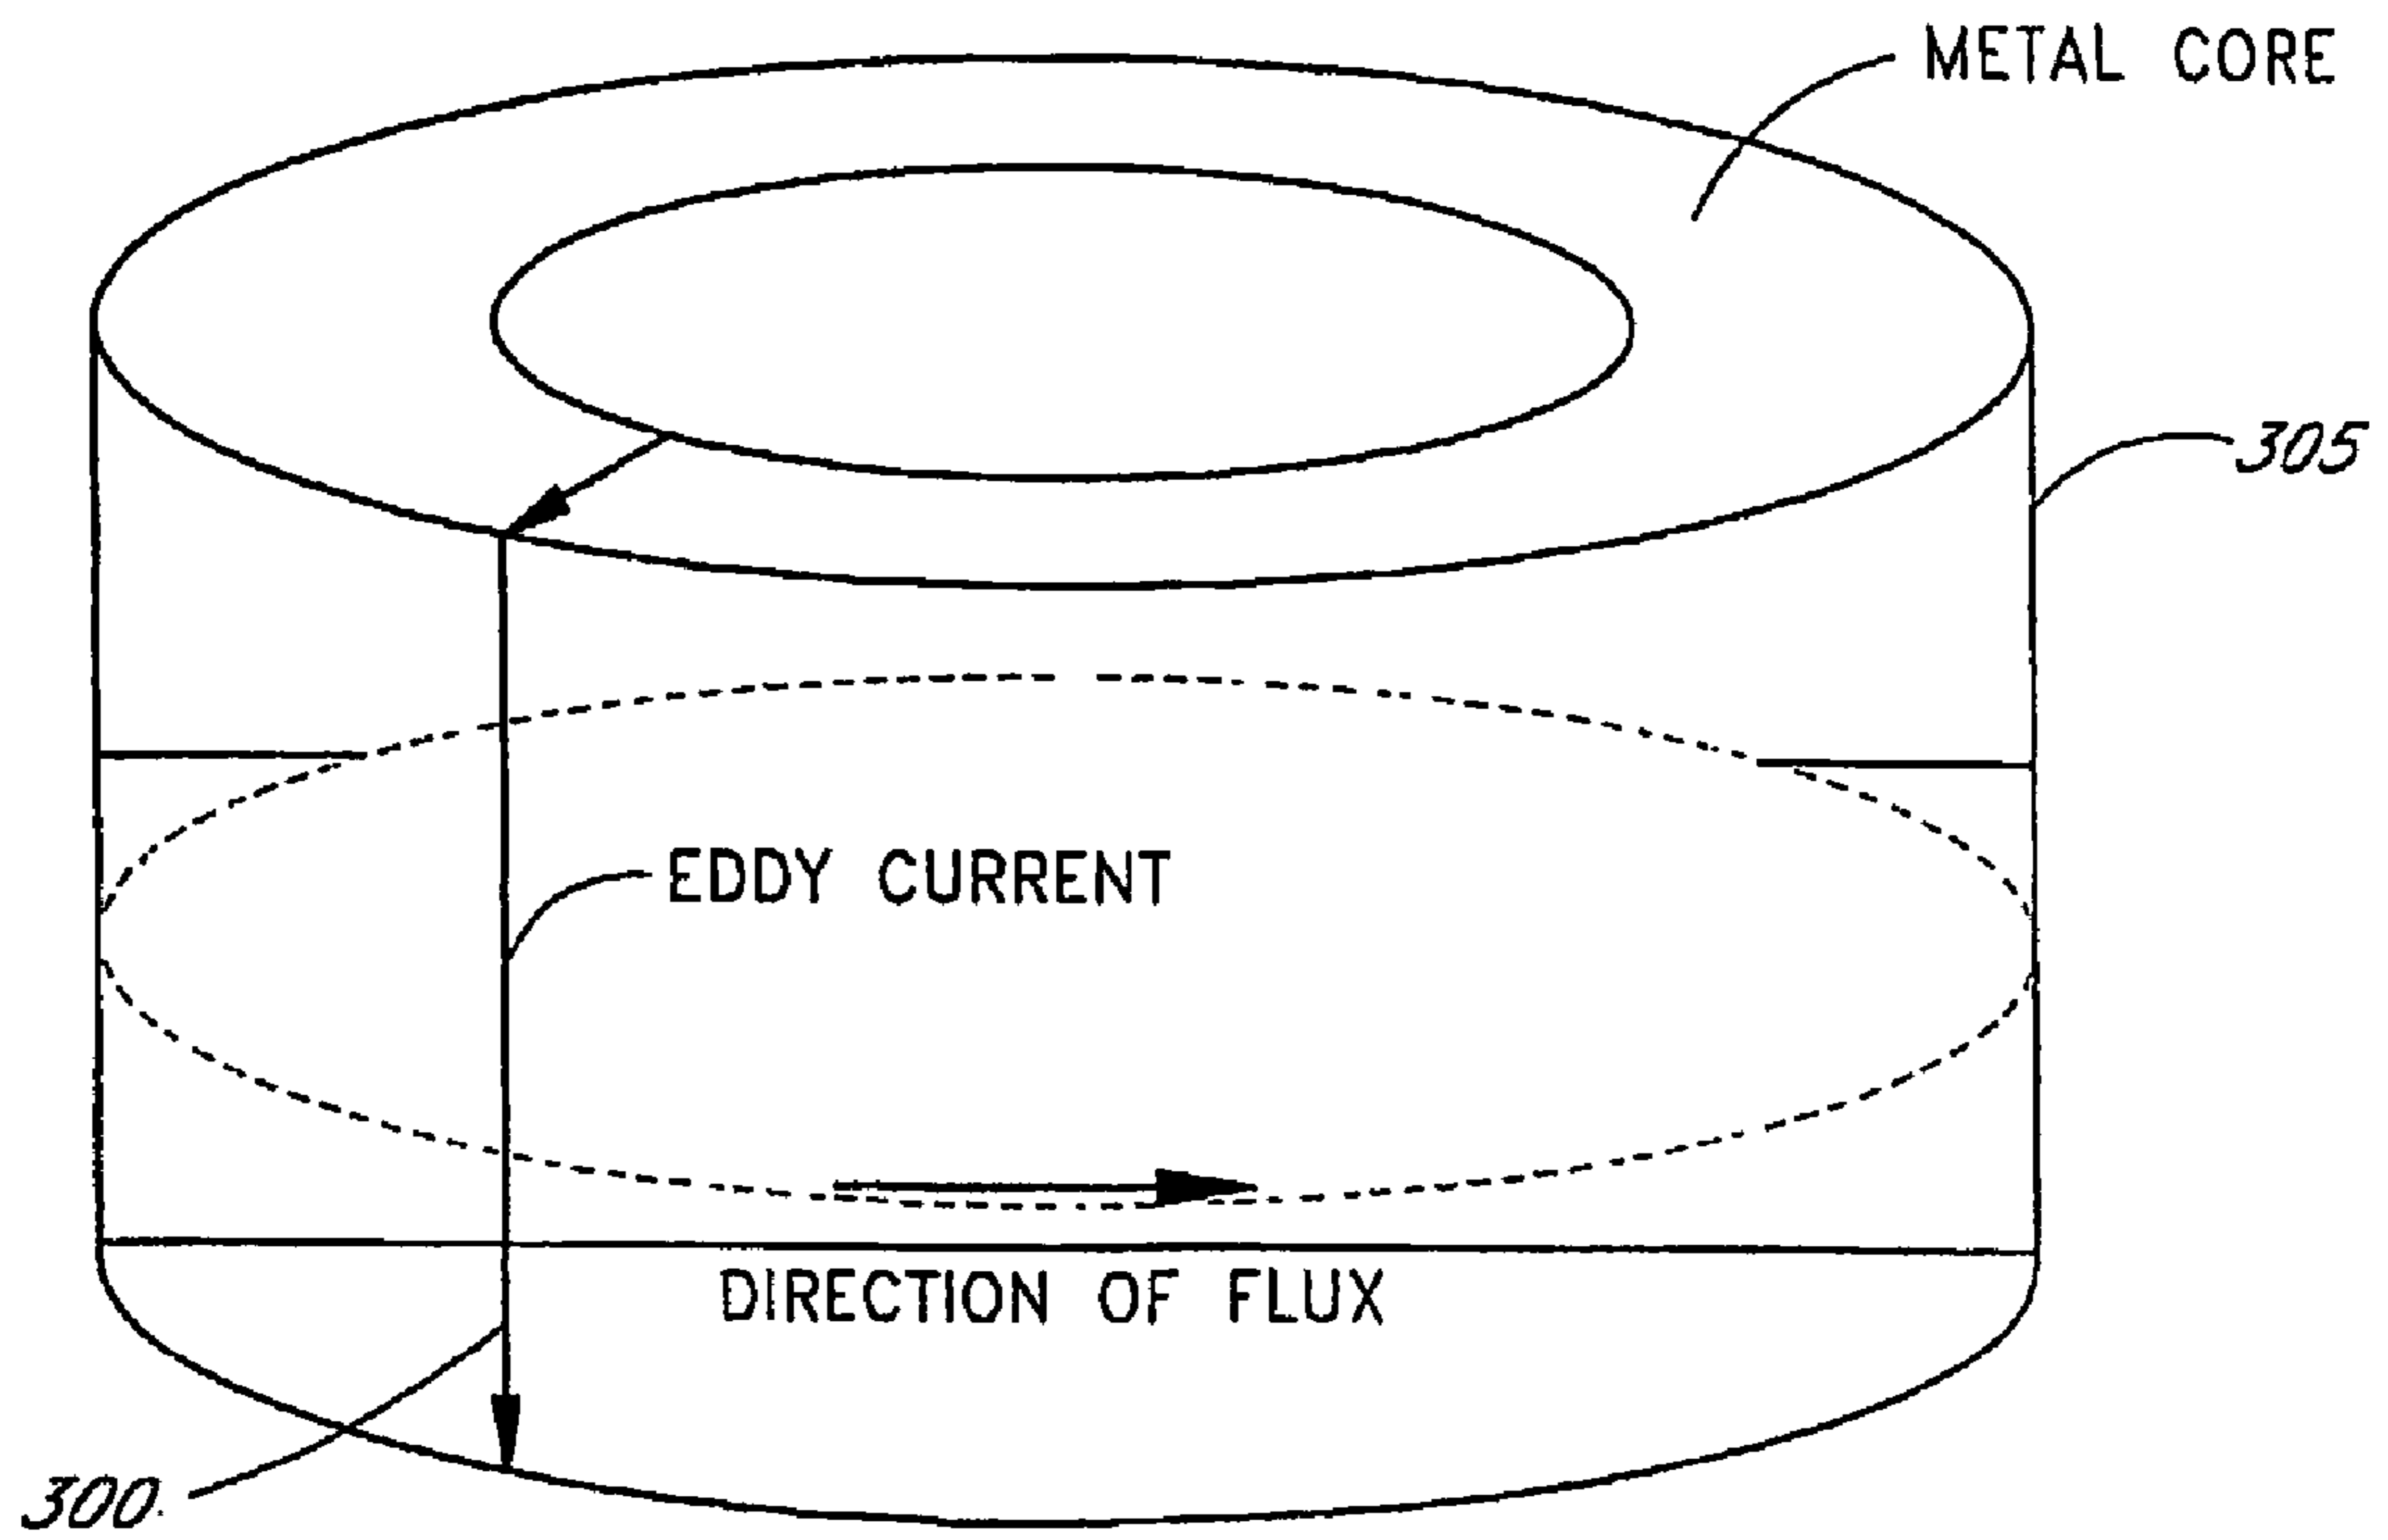 METAL CORE
305
EDDY CURRENT
DIRECTION OF FLUX
300